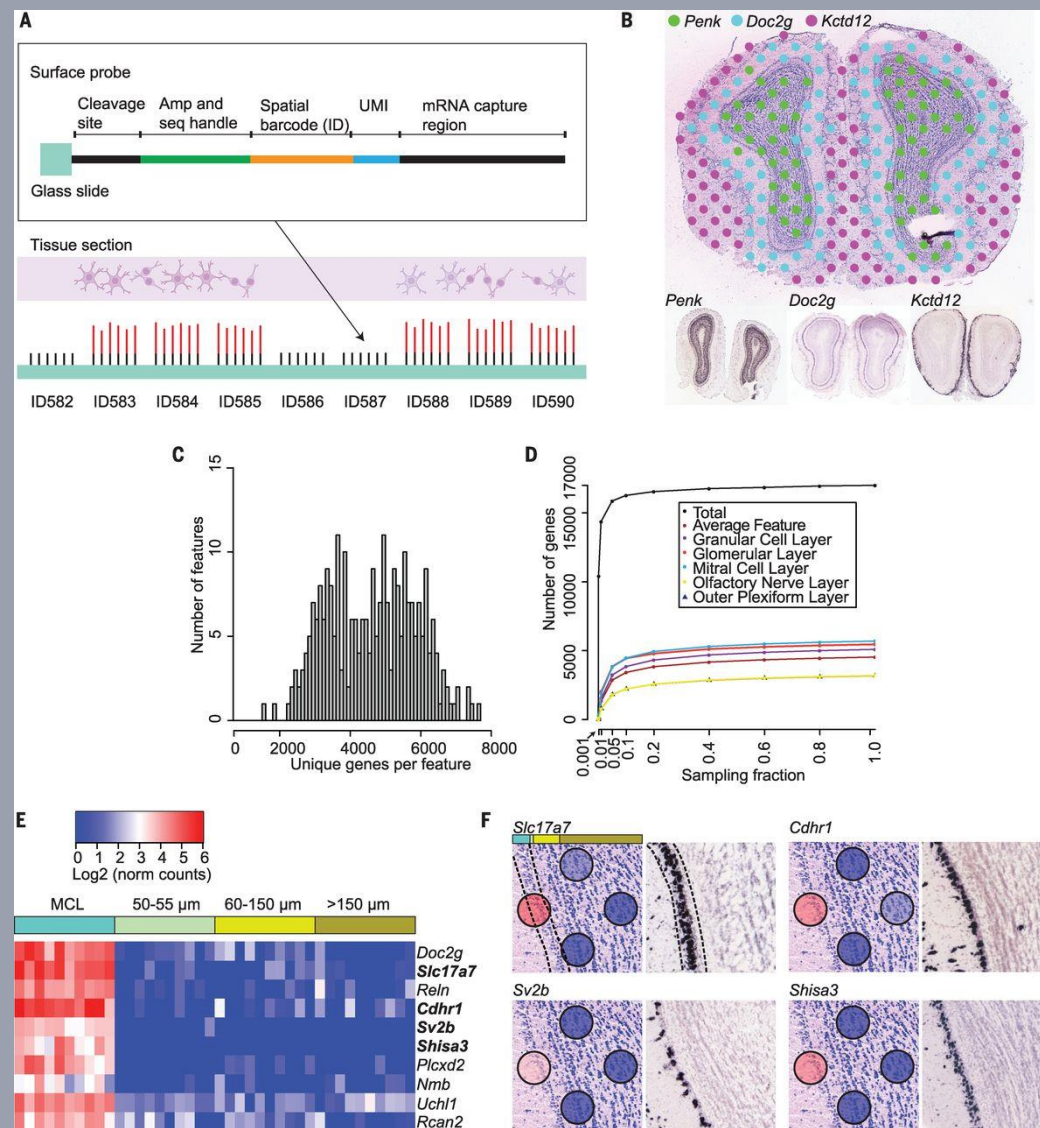 A
Surface probe
Cleavage site
Amp and seq handle
Spatial barcode (ID)
UMI
mRNA capture region
Glass slide
Tissue section
ID582 ID583 ID584 ID585 ID586 ID587 ID588 ID589 ID590
B
Penk Doc2g Kctd12
Penk Doc2g Kctd12
C
15
10
5
0
Number of features
0 2000 4000 6000 8000
Unique genes per feature
D
17000
15000
10000
5000
0
Number of genes
Total
Average Feature
Granular Cell Layer
Glomerular Layer
Mitral Cell Layer
Olfactory Nerve Layer
Outer Plexiform Layer
0.001 0.01 0.05 0.1 0.2 0.4 0.6 0.8 1.0
Sampling fraction
E
0 1 2 3 4 5 6
Log2 (norm counts)
MCL 50-55 µm 60-150 µm >150 µm
Doc2g
Slc17a7
Reln
Cdhr1
Sv2b
Shisa3
Plcxd2
Nmb
Uchl1
Rcan2
F
Slc17a7 Cdhr1
Sv2b Shisa3